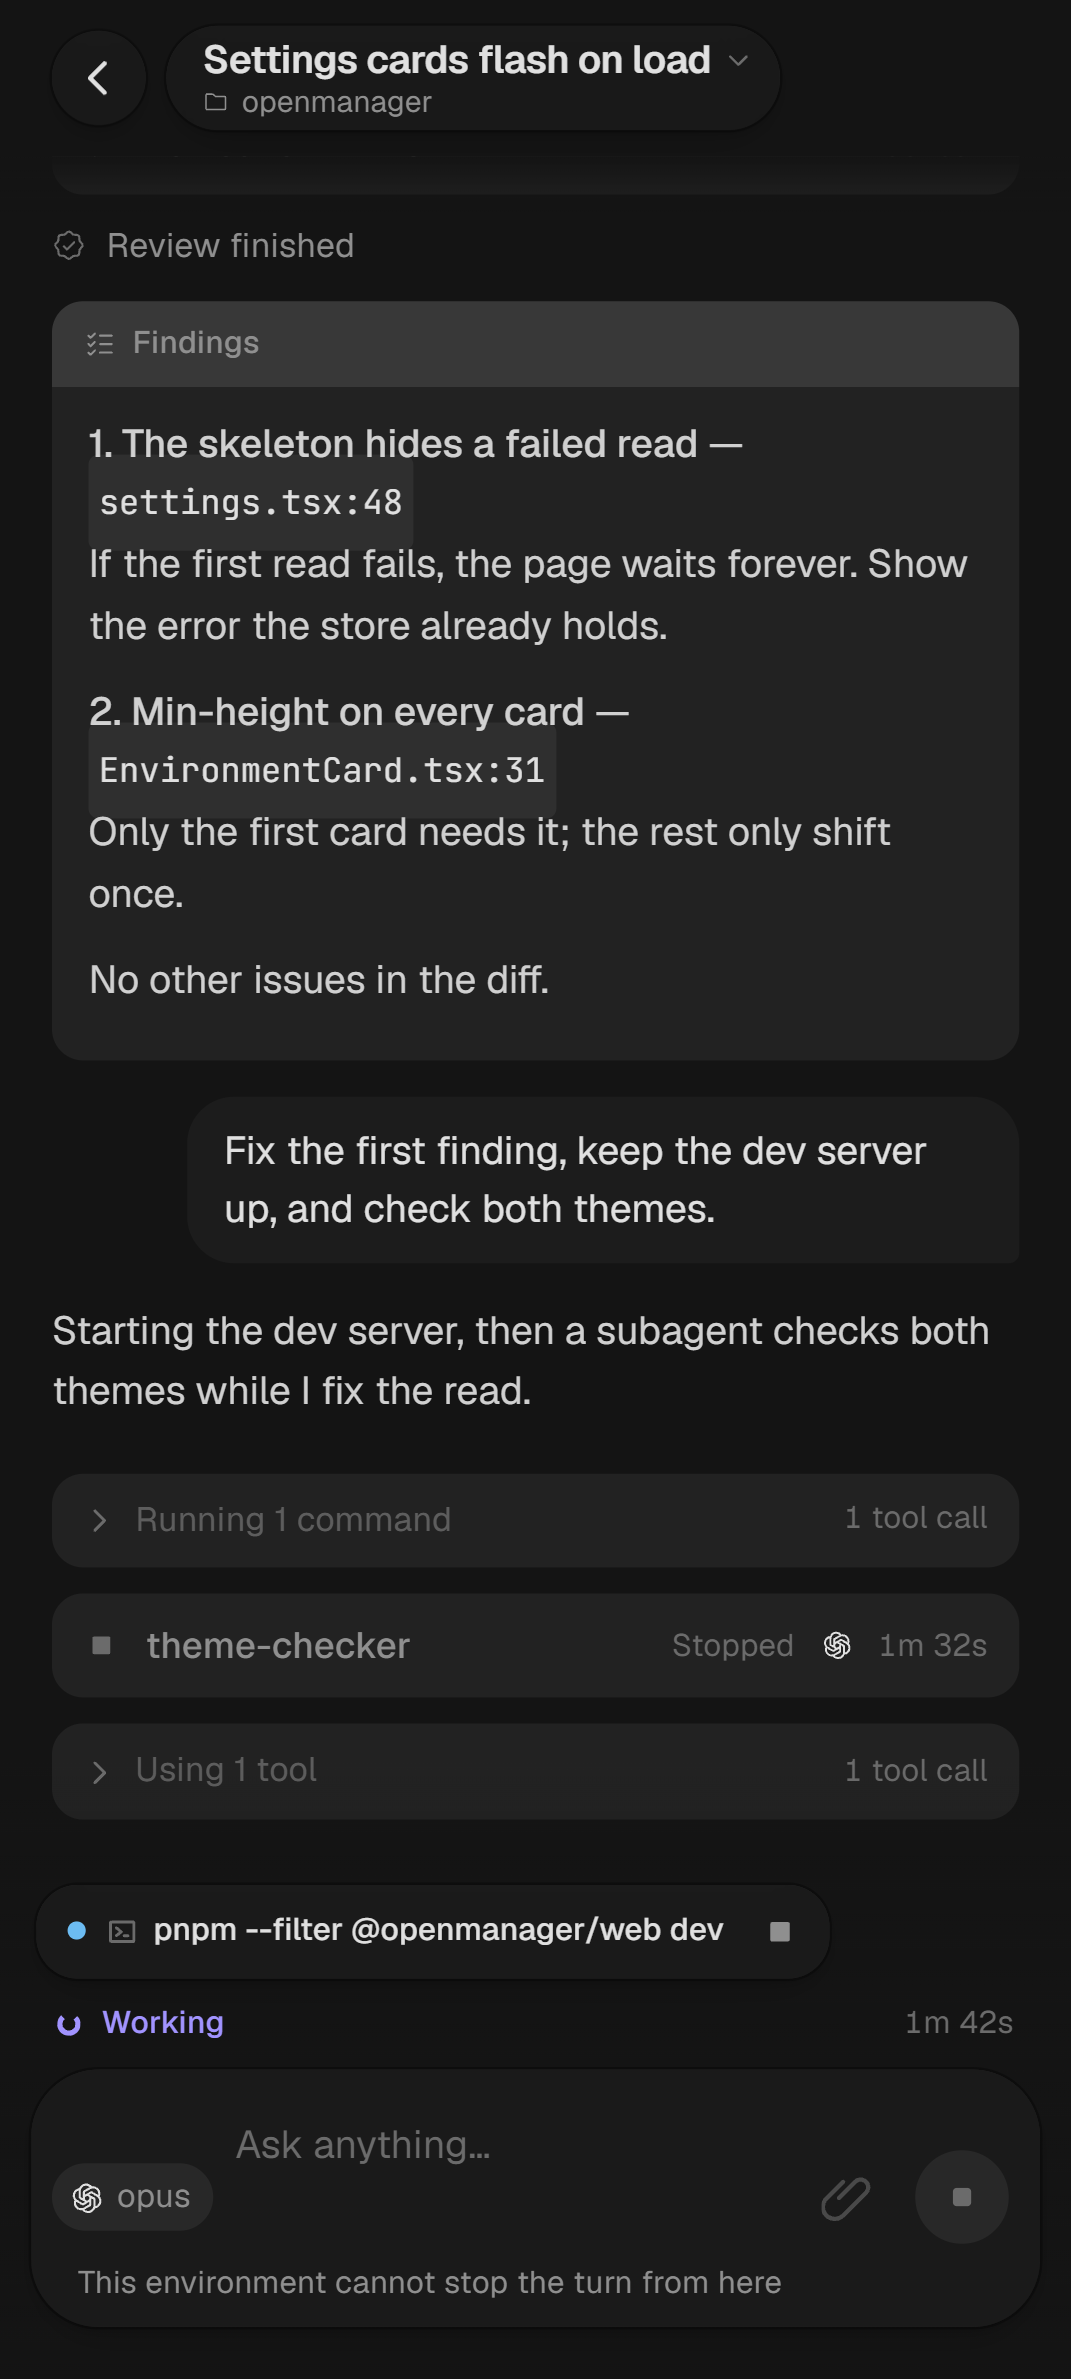 Settings cards flash on load
openmanager
Review finished
Findings
1. The skeleton hides a failed read —
settings.tsx:48
If the first read fails, the page waits forever. Show
the error the store already holds.
2. Min-height on every card —
EnvironmentCard.tsx:31
Only the first card needs it; the rest only shift
once.
No other issues in the diff.
Fix the first finding, keep the dev server
up, and check both themes.
Starting the dev server, then a subagent checks both
themes while I fix the read.
Running 1 command 1 tool call
theme-checker Stopped 1m 32s
Using 1 tool 1 tool call
pnpm --filter @openmanager/web dev
Working 1m 42s
Ask anything...
opus
This environment cannot stop the turn from here